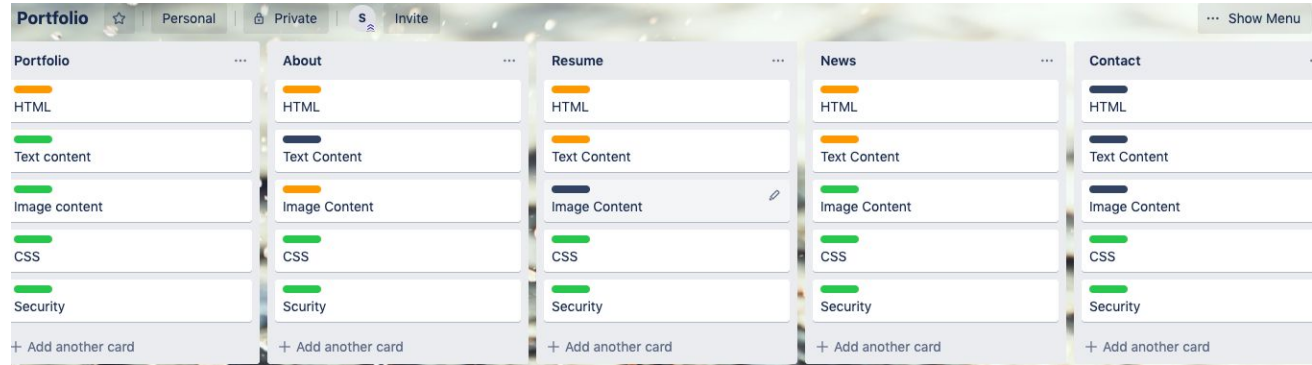 Portfolio Personal Private S Invite ... Show Menu
Portfolio ...
HTML
Text content
Image content
CSS
Security
+ Add another card
About ...
HTML
Text Content
Image Content
CSS
Scurity
+ Add another card
Resume ...
HTML
Text Content
Image Content
CSS
Security
+ Add another card
News ...
HTML
Text Content
Image Content
CSS
Security
+ Add another card
Contact
HTML
Text Content
Image Content
CSS
Security
+ Add another card